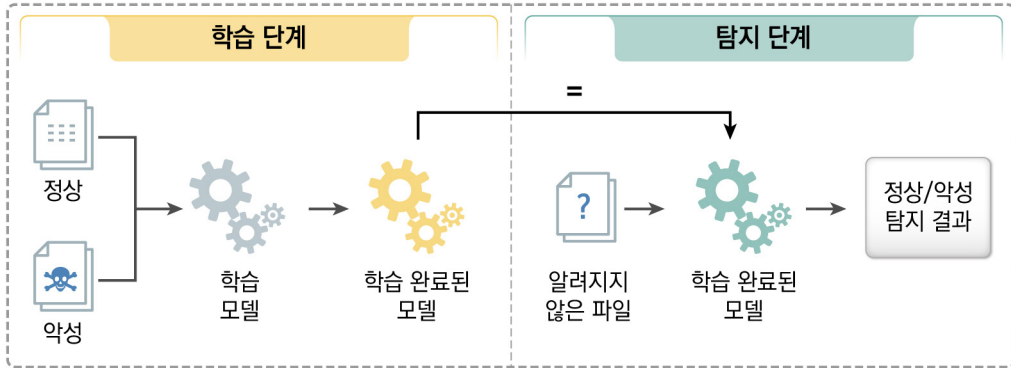 학습 단계
탐지 단계
=
정상
악성
학습
모델
학습 완료된
모델
?
알려지지
않은 파일
학습 완료된
모델
정상/악성
탐지 결과